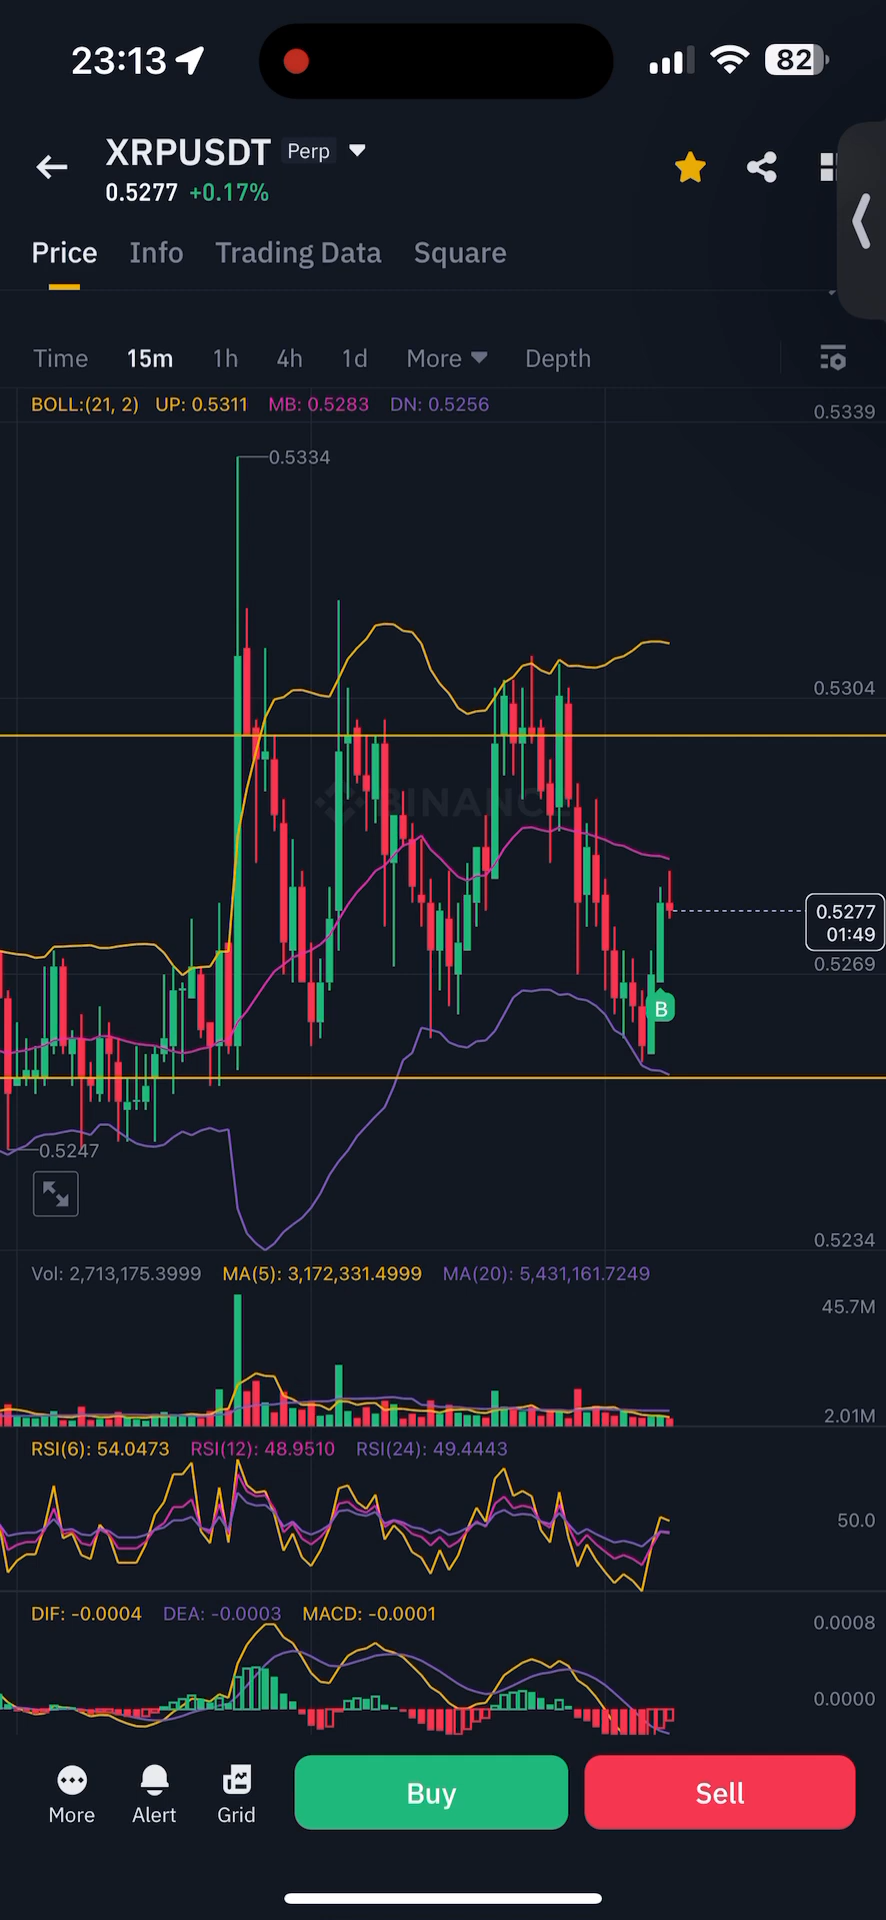 23:13
82
XRPUSDT Perp
0.5277 +0.17%
Price Info Trading Data Square
Time 15m 1h 4h 1d More Depth
BOLL:(21, 2) UP: 0.5311 MB: 0.5283 DN: 0.5256
0.5339
0.5334
0.5304
BINANCE
0.5277
01:49
0.5269
B
0.5247
0.5234
Vol: 2,713,175.3999 MA(5): 3,172,331.4999 MA(20): 5,431,161.7249
45.7M
2.01M
RSI(6): 54.0473 RSI(12): 48.9510 RSI(24): 49.4443
50.0
DIF: -0.0004 DEA: -0.0003 MACD: -0.0001
0.0008
0.0000
More Alert Grid Buy Sell